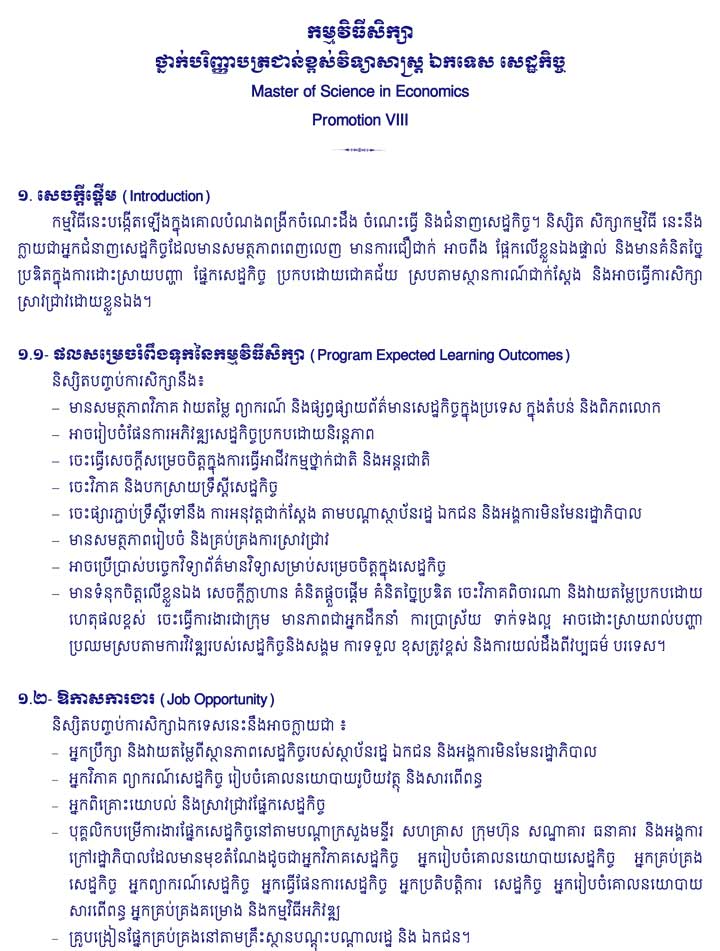 កម្មវិធីសិក្សា
ថ្នាក់បរិញ្ញាបត្រជាន់ខ្ពស់វិទ្យាសាស្ត្រ ឯកទេស សេដ្ឋកិច្ច
Master of Science in Economics
Promotion VIII
១. សេចក្តីផ្តើម (Introduction)
កម្មវិធីនេះបង្កើតឡើងក្នុងគោលបំណងពង្រីកចំណេះដឹង ចំណេះធ្វើ និងជំនាញសេដ្ឋកិច្ច។ និស្សិត សិក្សាកម្មវិធី នេះនឹង
ក្លាយជាអ្នកជំនាញសេដ្ឋកិច្ចដែលមានសមត្ថភាពពេញលេញ មានការជឿជាក់ អាចពឹង ផ្អែកលើខ្លួនឯងផ្ទាល់ និងមានគំនិតច្នៃ
ប្រឌិតក្នុងការដោះស្រាយបញ្ហា ផ្នែកសេដ្ឋកិច្ច ប្រកបដោយជោគជ័យ ស្របតាមស្ថានការណ៍ជាក់ស្តែង និងអាចធ្វើការសិក្សា
ស្រាវជ្រាវដោយខ្លួនឯង។
១.១- ផលសម្រេចរំពឹងទុកនៃកម្មវិធីសិក្សា (Program Expected Learning Outcomes)
និស្សិតបញ្ចប់ការសិក្សានឹង៖
– មានសមត្ថភាពវិភាគ វាយតម្លៃ ព្យាករណ៍ និងផ្សព្វផ្សាយព័ត៌មានសេដ្ឋកិច្ចក្នុងប្រទេស ក្នុងតំបន់ និងពិភពលោក
– អាចរៀបចំផែនការអភិវឌ្ឍសេដ្ឋកិច្ចប្រកបដោយនិរន្តភាព
– ចេះធ្វើសេចក្តីសម្រេចចិត្តក្នុងការធ្វើអាជីវកម្មថ្នាក់ជាតិ និងអន្តរជាតិ
– ចេះវិភាគ និងបកស្រាយទ្រឹស្តីសេដ្ឋកិច្ច
– ចេះផ្សារភ្ជាប់ទ្រឹស្តីទៅនឹង ការអនុវត្តជាក់ស្តែង តាមបណ្តាស្ថាប័នរដ្ឋ ឯកជន និងអង្គការមិនមែនរដ្ឋាភិបាល
– មានសមត្ថភាពរៀបចំ និងគ្រប់គ្រងការស្រាវជ្រាវ
– អាចប្រើប្រាស់បច្ចេកវិទ្យាព័ត៌មានវិទ្យាសម្រាប់សម្រេចចិត្តក្នុងសេដ្ឋកិច្ច
– មានទំនុកចិត្តលើខ្លួនឯង សេចក្តីក្លាហាន គំនិតផ្តួចផ្តើម គំនិតច្នៃប្រឌិត ចេះវិភាគពិចារណា និងវាយតម្លៃប្រកបដោយ
ហេតុផលខ្ពស់ ចេះធ្វើការងារជាក្រុម មានភាពជាអ្នកដឹកនាំ ការប្រាស្រ័យ ទាក់ទងល្អ អាចដោះស្រាយរាល់បញ្ហា
ប្រឈមស្របតាមការវិវឌ្ឍរបស់សេដ្ឋកិច្ចនិងសង្គម ការទទួល ខុសត្រូវខ្ពស់ និងការយល់ដឹងពីវប្បធម៌ បរទេស។
១.២- ឱកាសការងារ (Job Opportunity)
និស្សិតបញ្ចប់ការសិក្សាឯកទេសនេះនឹងអាចក្លាយជា ៖
– អ្នកប្រឹក្សា និងវាយតម្លៃពីស្ថានភាពសេដ្ឋកិច្ចរបស់ស្ថាប័នរដ្ឋ ឯកជន និងអង្គការមិនមែនរដ្ឋាភិបាល
– អ្នកវិភាគ ព្យាករណ៍សេដ្ឋកិច្ច រៀបចំគោលនយោបាយរូបិយវត្ថុ និងសារពើពន្ធ
– អ្នកពិគ្រោះយោបល់ និងស្រាវជ្រាវផ្នែកសេដ្ឋកិច្ច
– បុគ្គលិកបម្រើការងារផ្នែកសេដ្ឋកិច្ចនៅតាមបណ្តាក្រសួងមន្ទីរ សហគ្រាស ក្រុមហ៊ុន សណ្ឋាគារ ធនាគារ និងអង្គការ
ក្រៅរដ្ឋាភិបាលដែលមានមុខតំណែងដូចជាអ្នកវិភាគសេដ្ឋកិច្ច អ្នករៀបចំគោលនយោបាយសេដ្ឋកិច្ច អ្នកគ្រប់គ្រង
សេដ្ឋកិច្ច អ្នកព្យាករណ៍សេដ្ឋកិច្ច អ្នកធ្វើផែនការសេដ្ឋកិច្ច អ្នកប្រតិបត្តិការ សេដ្ឋកិច្ច អ្នករៀបចំគោលនយោបាយ
សារពើពន្ធ អ្នកគ្រប់គ្រងគម្រោង និងកម្មវិធីអភិវឌ្ឍ
– គ្រូបង្រៀនផ្នែកគ្រប់គ្រងនៅតាមគ្រឹះស្ថានបណ្តុះបណ្តាលរដ្ឋ និង ឯកជន។